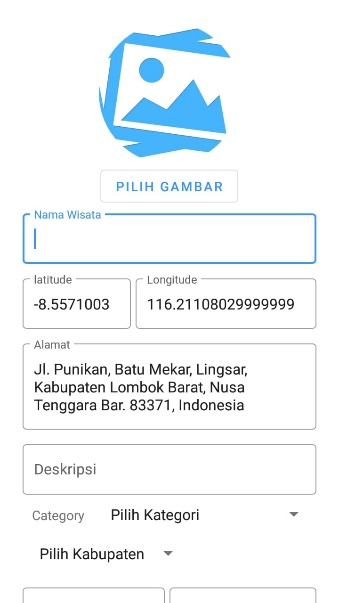 PILIH GAMBAR
Nama Wisata
latitude
Longitude
-8.5571003
116.21108029999999
Alamat
Jl. Punikan, Batu Mekar, Lingsar,
Kabupaten Lombok Barat, Nusa
Tenggara Bar. 83371, Indonesia
Deskripsi
Category Pilih Kategori
Pilih Kabupaten